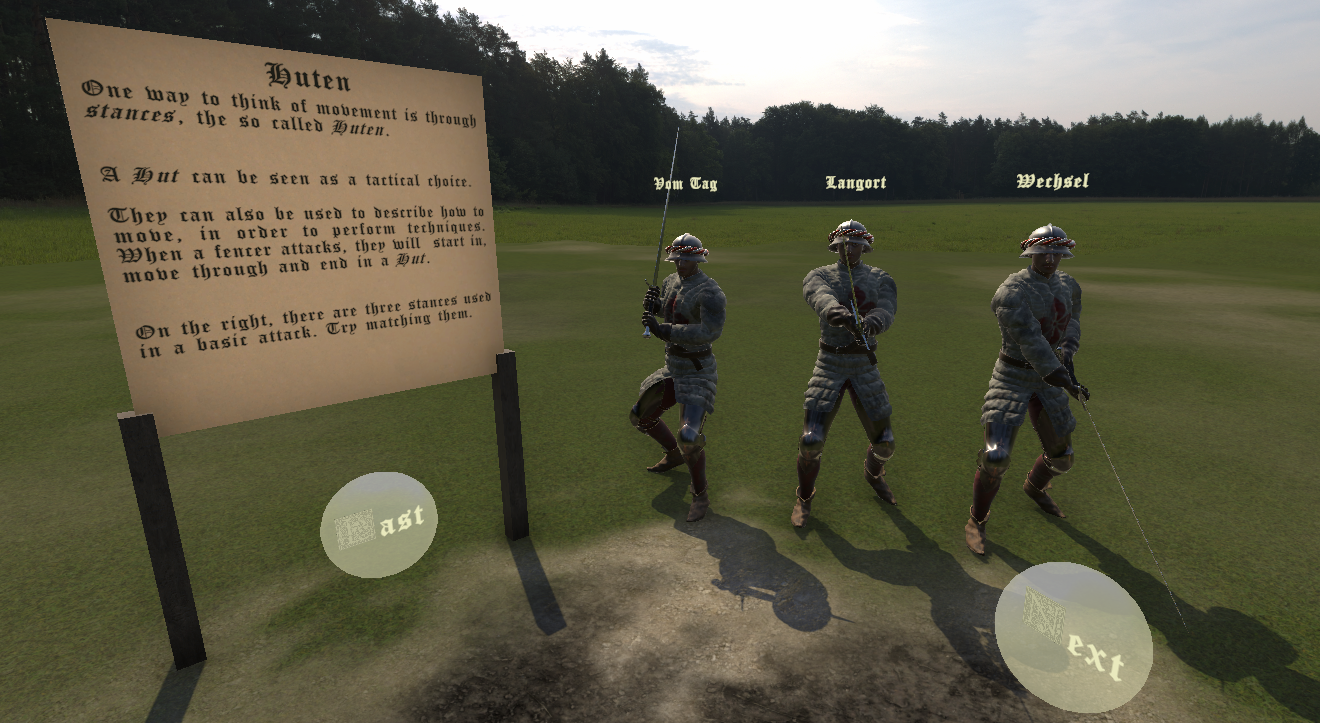 Huten
One way to think of movement is through
stances, the so called Huten.
A Hut can be seen as a tactical choice.
They can also be used to describe how to
move, in order to perform techniques.
When a fencer attacks, they will start in,
move through and end in a Hut.
On the right, there are three stances used
in a basic attack. Try matching them.
Vom Tag
Langort
Wechsel
Last
Next